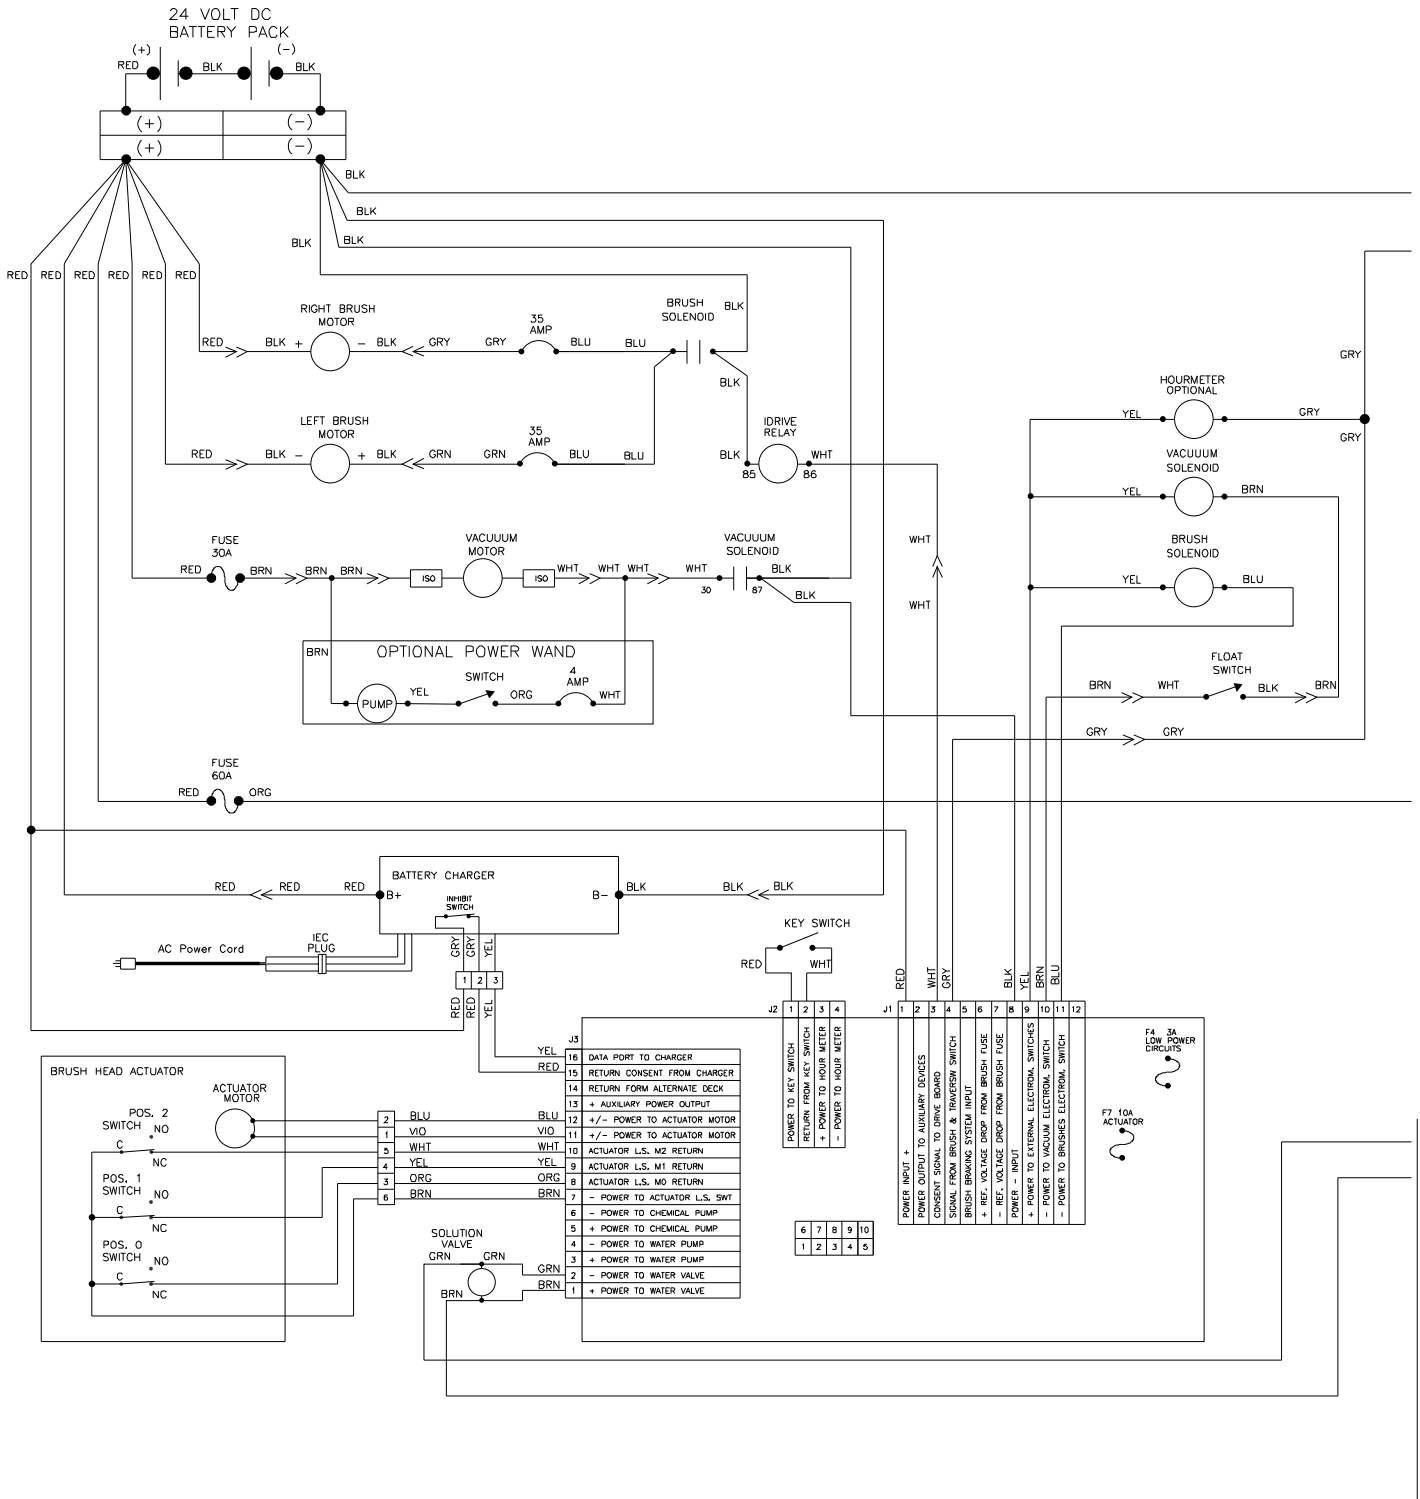 24 VOLT DC
BATTERY PACK
(+)
(-)
RED
BLK
BLK
(+)
(-)
(+)
(-)
BLK
BLK
BLK
BLK
RED
RED
RED
RED
RED
RED
RIGHT BRUSH
MOTOR
RED
BLK
+
-
BLK
GRY
GRY
35
AMP
BLU
BLU
BRUSH
SOLENOID
BLK
BLK
LEFT BRUSH
MOTOR
RED
BLK
-
+
BLK
GRN
GRN
35
AMP
BLU
BLU
IDRIVE
RELAY
BLK
85
86
WHT
FUSE
30A
RED
BRN
BRN
BRN
ISO
VACUUUM
MOTOR
ISO
WHT
WHT
WHT
WHT
VACUUUM
SOLENOID
30
87
BLK
BLK
WHT
WHT
BRN
OPTIONAL POWER WAND
PUMP
YEL
SWITCH
ORG
4
AMP
WHT
FUSE
60A
RED
ORG
GRY
HOURMETER
OPTIONAL
YEL
GRY
GRY
VACUUUM
SOLENOID
YEL
BRN
BRUSH
SOLENOID
YEL
BLU
FLOAT
SWITCH
BRN
WHT
BLK
BRN
GRY
GRY
RED
RED
RED
B+
BATTERY CHARGER
INHIBIT
SWITCH
B-
BLK
BLK
BLK
AC Power Cord
IEC
PLUG
GRY
GRY
YEL
1 2 3
RED
RED
YEL
KEY SWITCH
RED
WHT
J2
1 2 3 4
POWER TO KEY SWITCH
RETURN FROM KEY SWITCH
+ POWER TO HOUR METER
- POWER TO HOUR METER
RED
WHT
GRY
BLK
YEL
BRN
BLU
J1
1 2 3 4 5 6 7 8 9 10 11 12
POWER INPUT +
POWER OUTPUT TO AUXILIARY DEVICES
CONSENT SIGNAL TO DRIVE BOARD
SIGNAL FROM BRUSH & TRAVERSW SWITCH
BRUSH BRAKING SYSTEM INPUT
+ REF. VOLTAGE DROP FROM BRUSH FUSE
- REF. VOLTAGE DROP FROM BRUSH FUSE
POWER - INPUT
+ POWER TO EXTERNAL ELECTROM. SWITCHES
- POWER TO VACUUM ELECTROM. SWITCH
- POWER TO BRUSHES ELECTROM. SWITCH
F4 3A
LOW POWER
CIRCUITS
F7 10A
ACTUATOR
J3
YEL 16 DATA PORT TO CHARGER
RED 15 RETURN CONSENT FROM CHARGER
14 RETURN FORM ALTERNATE DECK
13 + AUXILIARY POWER OUTPUT
2 BLU BLU 12 +/- POWER TO ACTUATOR MOTOR
1 VIO VIO 11 +/- POWER TO ACTUATOR MOTOR
5 WHT WHT 10 ACTUATOR L.S. M2 RETURN
4 YEL YEL 9 ACTUATOR L.S. M1 RETURN
3 ORG ORG 8 ACTUATOR L.S. M0 RETURN
6 BRN BRN 7 - POWER TO ACTUATOR L.S. SWT
6 - POWER TO CHEMICAL PUMP
5 + POWER TO CHEMICAL PUMP
4 - POWER TO WATER PUMP
3 + POWER TO WATER PUMP
GRN 2 - POWER TO WATER VALVE
BRN 1 + POWER TO WATER VALVE
6 7 8 9 10
1 2 3 4 5
BRUSH HEAD ACTUATOR
ACTUATOR
MOTOR
POS. 2
SWITCH
NO
C
NC
POS. 1
SWITCH
NO
C
NC
POS. 0
SWITCH
NO
C
NC
SOLUTION
VALVE
GRN
GRN
BRN